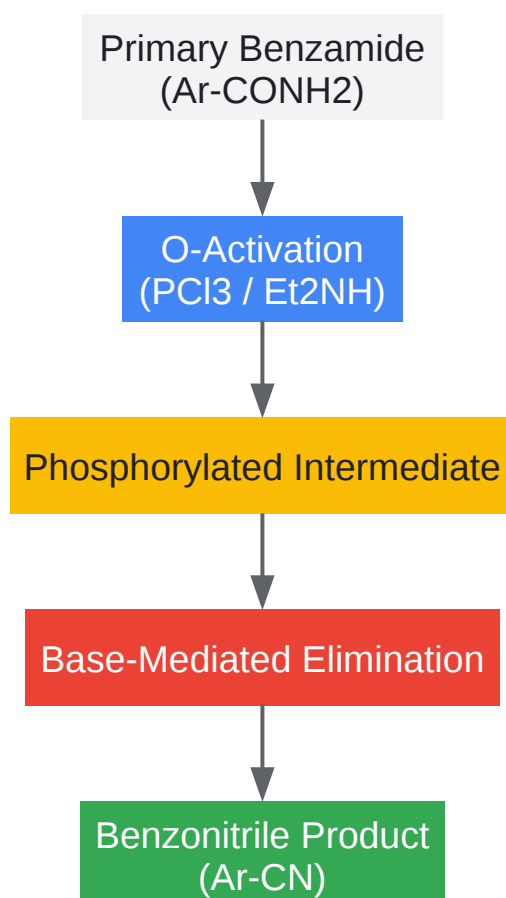 Primary Benzamide
(Ar-CONH2)
O-Activation
(PCl3 / Et2NH)
Phosphorylated Intermediate
Base-Mediated Elimination
Benzonitrile Product
(Ar-CN)